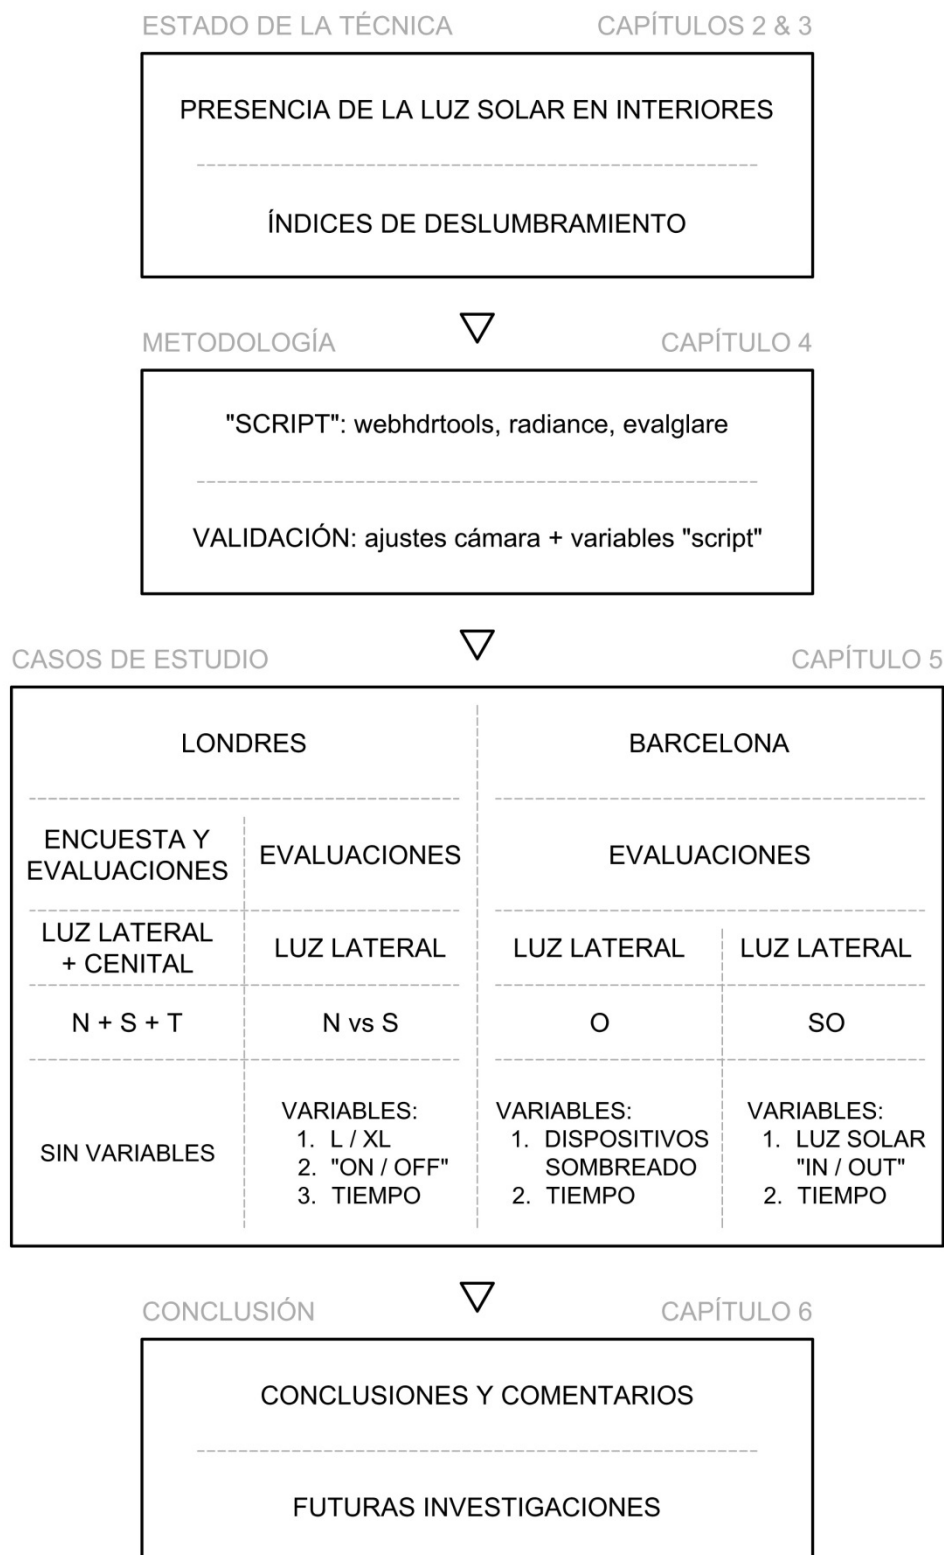 ESTADO DE LA TÉCNICA CAPÍTULOS 2 & 3
PRESENCIA DE LA LUZ SOLAR EN INTERIORES
ÍNDICES DE DESLUMBRAMIENTO
METODOLOGÍA CAPÍTULO 4
"SCRIPT": webhdrtools, radiance, evalglare
VALIDACIÓN: ajustes cámara + variables "script"
CASOS DE ESTUDIO CAPÍTULO 5
LONDRES BARCELONA
ENCUESTA Y
EVALUACIONES
EVALUACIONES
EVALUACIONES
LUZ LATERAL
+ CENITAL
LUZ LATERAL
LUZ LATERAL
LUZ LATERAL
N + S + T
N vs S
O
SO
SIN VARIABLES
VARIABLES:
1. L / XL
2. "ON / OFF"
3. TIEMPO
VARIABLES:
1. DISPOSITIVOS
SOMBREADO
2. TIEMPO
VARIABLES:
1. LUZ SOLAR
"IN / OUT"
2. TIEMPO
CONCLUSIÓN CAPÍTULO 6
CONCLUSIONES Y COMENTARIOS
FUTURAS INVESTIGACIONES